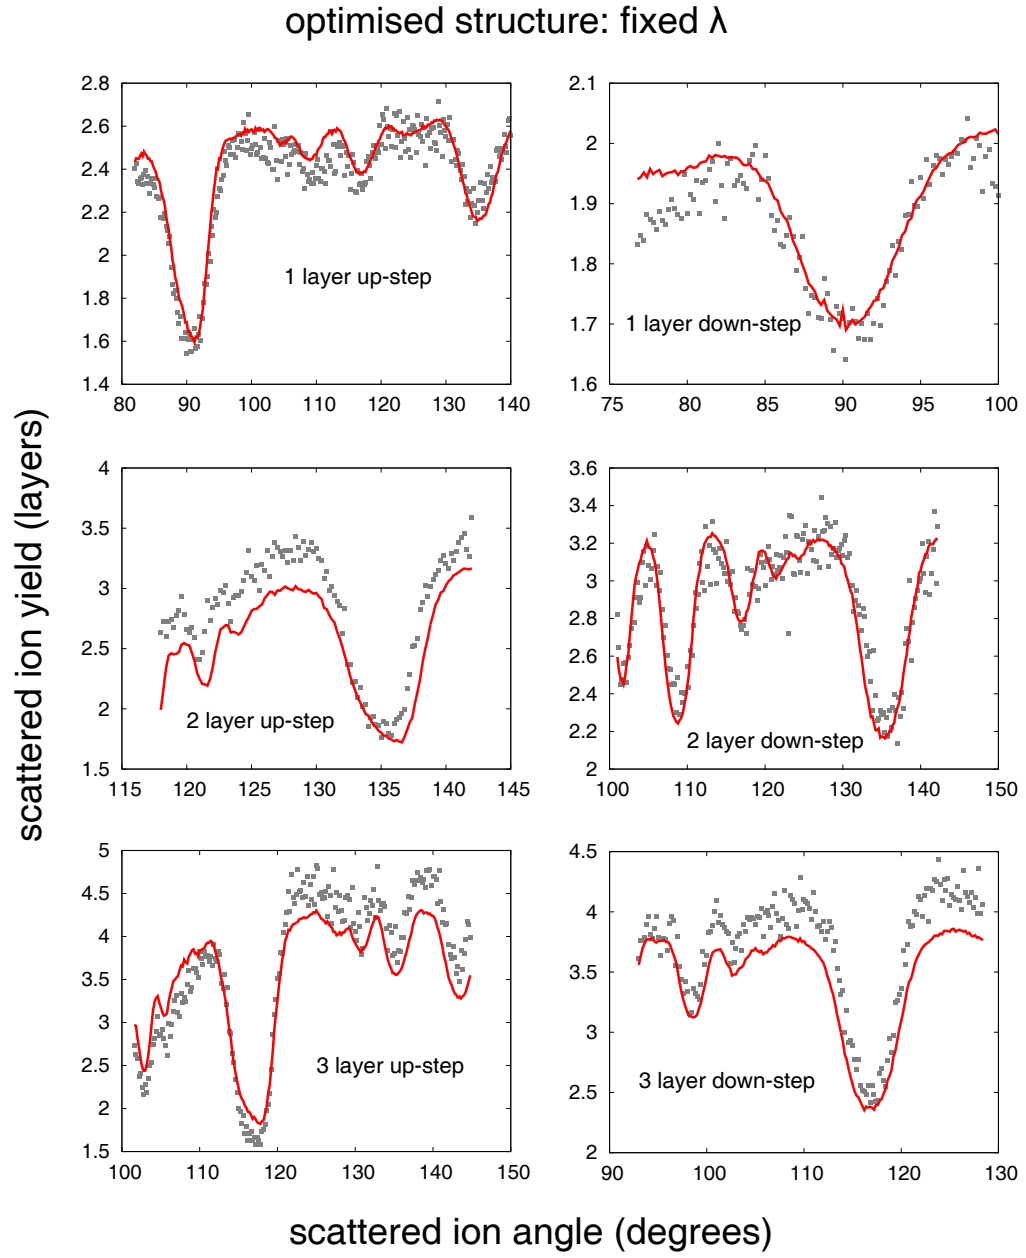 optimised structure: fixed λ
scattered ion yield (layers)
2.8
2.6
2.4
2.2
2
1.8
1.6
1.4
80 90 100 110 120 130 140
1 layer up-step
2.1
2
1.9
1.8
1.7
1.6
75 80 85 90 95 100
1 layer down-step
4
3.5
3
2.5
2
1.5
115 120 125 130 135 140 145
2 layer up-step
3.6
3.4
3.2
3
2.8
2.6
2.4
2.2
2
100 110 120 130 140 150
2 layer down-step
5
4.5
4
3.5
3
2.5
2
1.5
100 110 120 130 140 150
3 layer up-step
4.5
4
3.5
3
2.5
2
90 100 110 120 130
3 layer down-step
scattered ion angle (degrees)